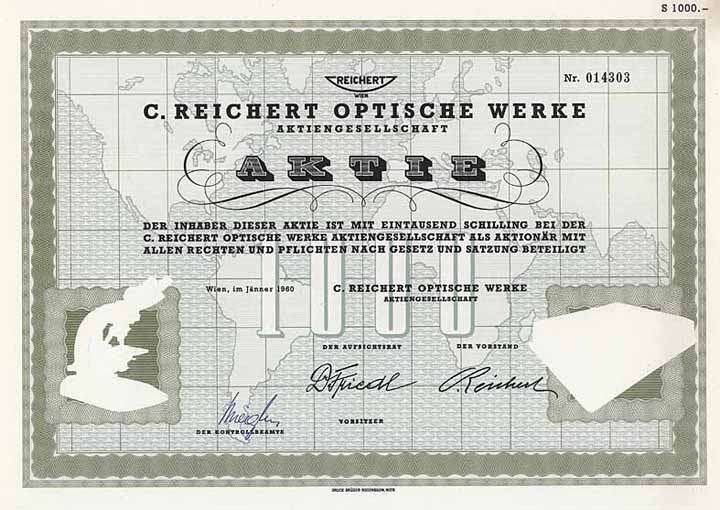 S 1000.-
REICHERT
WIEN
Nr. 014303
C. REICHERT OPTISCHE WERKE
AKTIENGESELLSCHAFT
AKTIE
DER INHABER DIESER AKTIE IST MIT EINTAUSEND SCHILLING BEI DER
C. REICHERT OPTISCHE WERKE AKTIENGESELLSCHAFT ALS AKTIONÄR MIT
ALLEN RECHTEN UND PFLICHTEN NACH GESETZ UND SATZUNG BETEILIGT
1000
Wien, im Jänner 1960
C. REICHERT OPTISCHE WERKE
AKTIENGESELLSCHAFT
DER AUFSICHTSRAT DER VORSTAND
D. Friedl C. Reichert
VORSITZER
DER KONTROLLBEAMTE